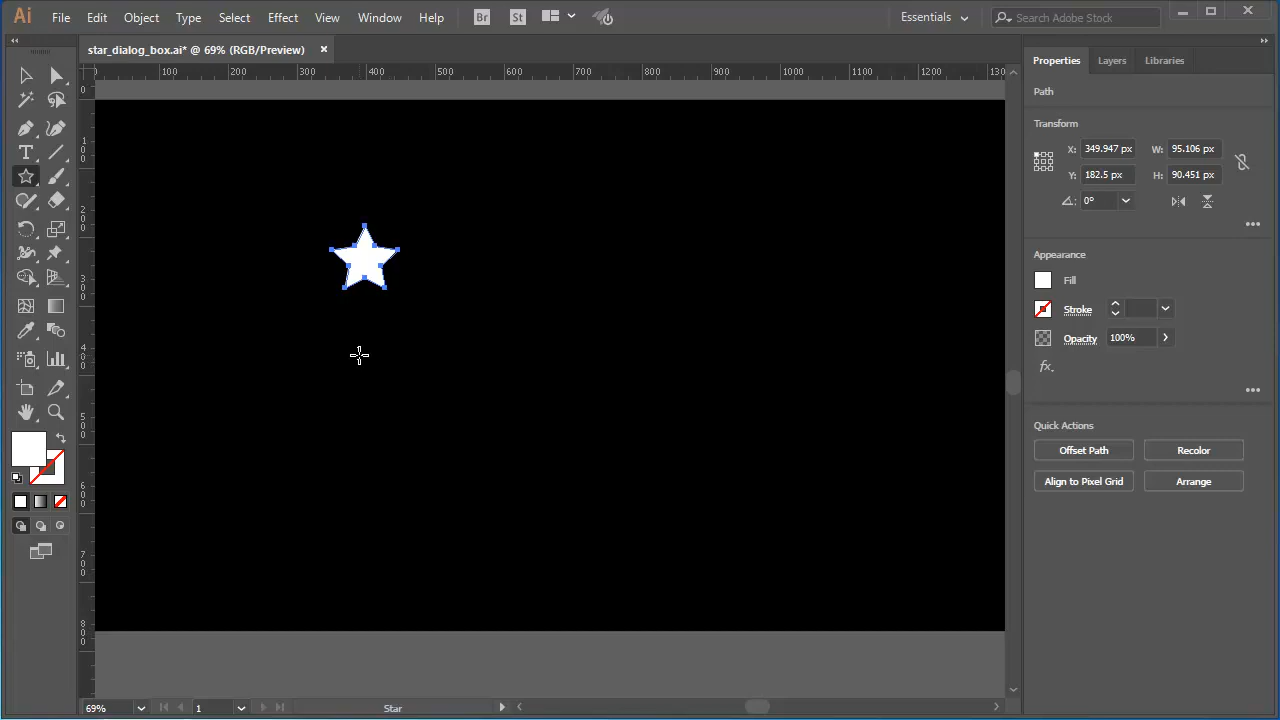 Ai File Edit Object Type Select Effect View Window Help Br St Essentials Search Adobe Stock
star_dialog_box.ai* @ 69% (RGB/Preview) ×
0 100 200 300 400 500 600 700 800 900 1000 1100 1200 130
0
100
200
300
400
500
600
700
800
Properties Layers Libraries
Path
Transform
X: 349.947 px W: 95.106 px
Y: 182.5 px H: 90.451 px
0°
Appearance
Fill
Stroke
Opacity 100%
fx.
Quick Actions
Offset Path Recolor
Align to Pixel Grid Arrange
69% 1 Star